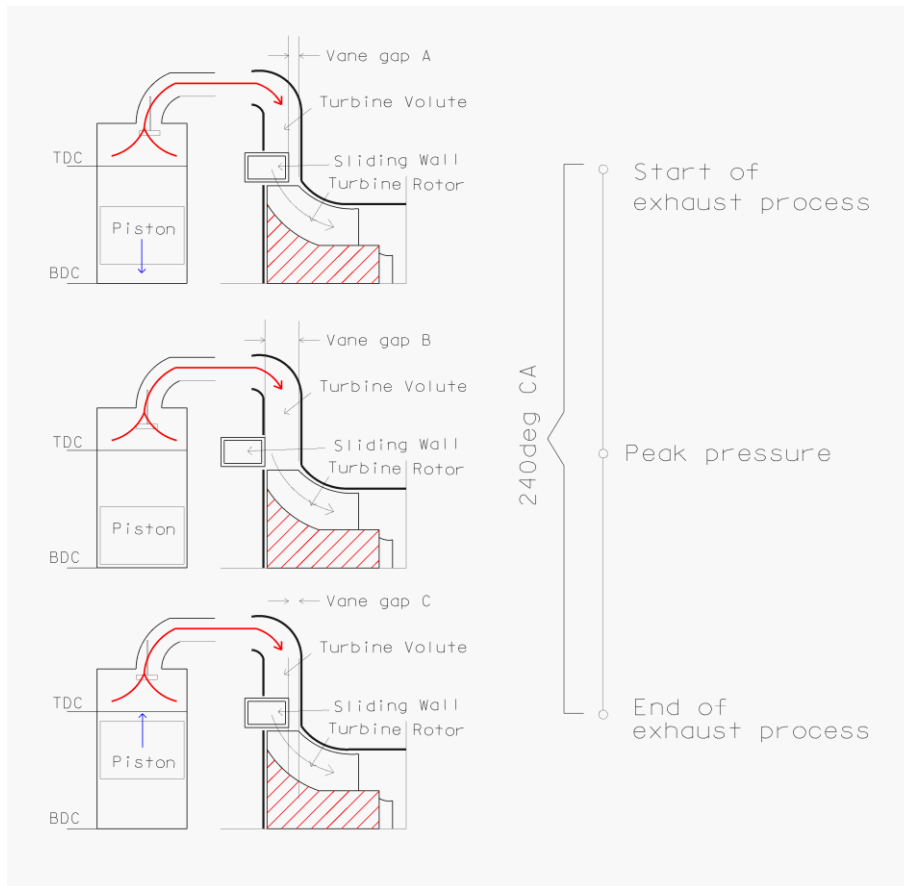 Vane gap A
Turbine Volute
TDC
Sliding Wall
Turbine Rotor
Piston
BDC
Vane gap B
Turbine Volute
TDC
Sliding Wall
Turbine Rotor
Piston
BDC
Vane gap C
Turbine Volute
TDC
Sliding Wall
Turbine Rotor
Piston
BDC
240deg CA
Start of
exhaust process
Peak pressure
End of
exhaust process